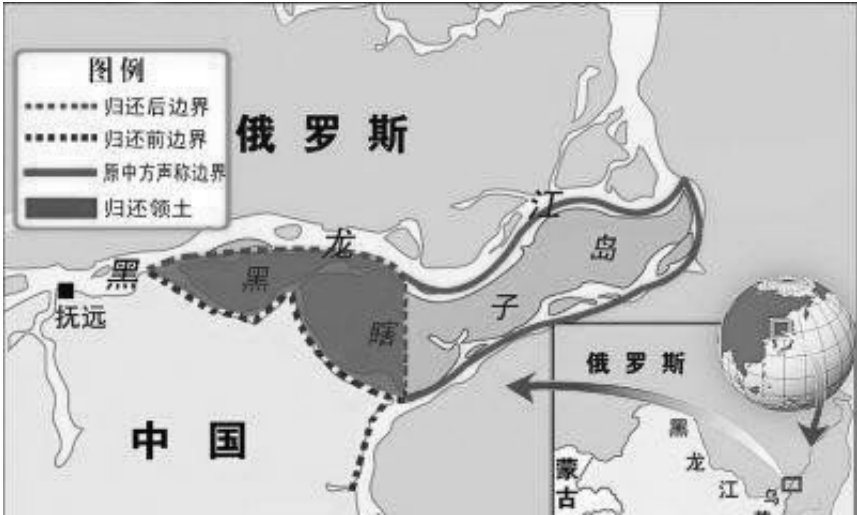 图例
归还后边界
归还前边界
原中方声称边界
归还领土
俄罗斯
黑龙江
抚远
黑瞎子岛
中国
俄罗斯
黑龙江
蒙古
乌